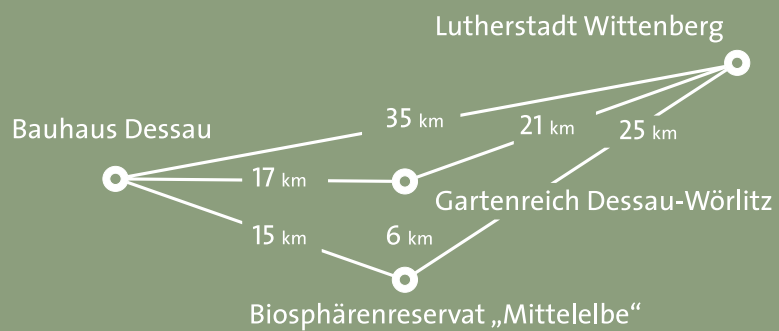 Lutherstadt Wittenberg
Bauhaus Dessau
35 km
21 km
25 km
17 km
Gartenreich Dessau-Wörlitz
15 km
6 km
Biosphärenreservat „Mittelelbe“